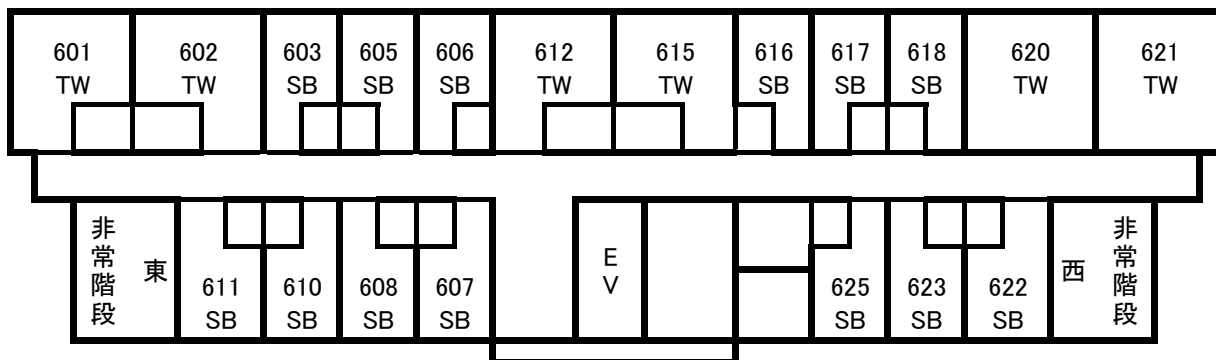 601 602 603 605 606 612 615 616 617 618 620 621
TW TW SB SB SB TW TW SB SB SB TW TW
非常階段
東
611 610 608 607
SB SB SB SB
EV
625 623 622
SB SB SB
西
非常階段